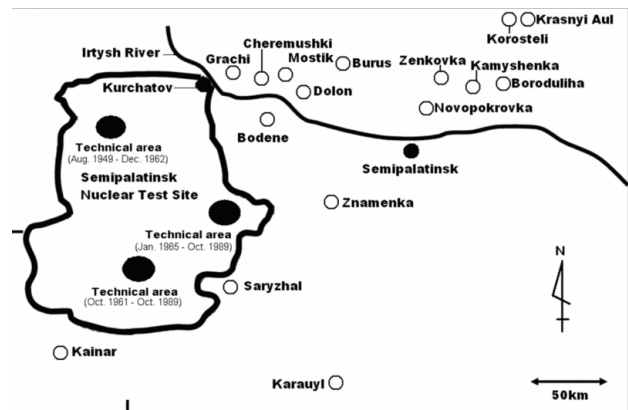 Krasnyi Aul
Korosteli
Irtysh River
Cheremushki
Grachi
Mostik
Burus
Zenkovka
Kamyshenka
Kurchatov
Dolon
Boroduliha
Novopokrovka
Bodene
Technical area
(Aug. 1949 - Dec. 1962)
Semipalatinsk
Semipalatinsk
Nuclear Test Site
Znamenka
Technical area
(Jan. 1965 - Oct. 1989)
N
Technical area
(Oct. 1961 - Oct. 1989)
Saryzhal
Kainar
Karauyl
50km